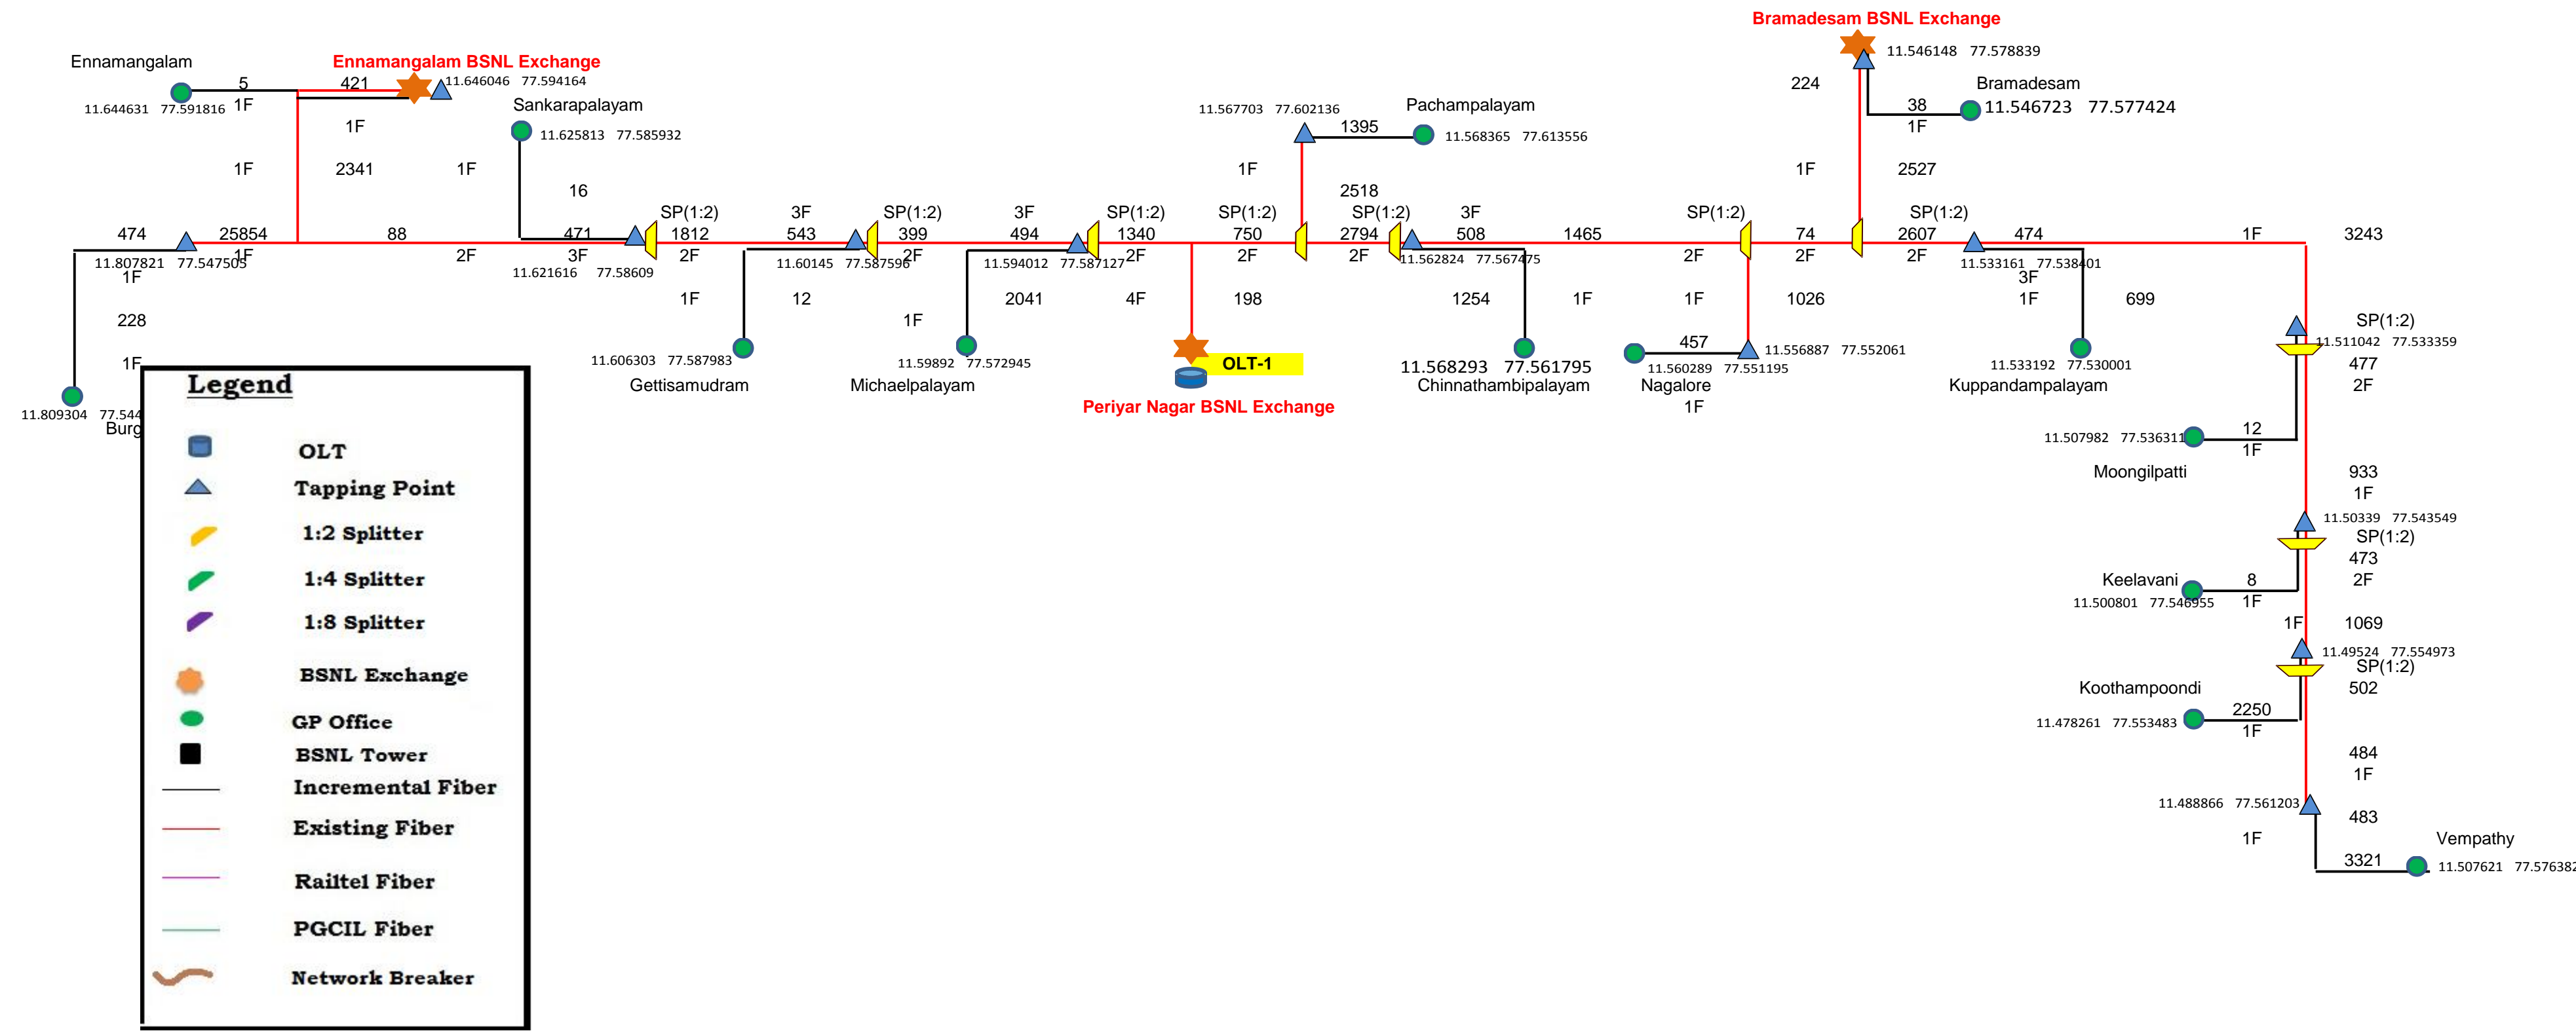 Bramadesam BSNL Exchange
11.546148 77.578839
Ennamangalam
Ennamangalam BSNL Exchange
5
421
11.646046 77.594164
224
Bramadesam
11.644631 77.591816
1F
Sankarapalayam
11.567703 77.602136
Pachampalayam
38
11.546723 77.577424
1F
11.625813 77.585932
1395
11.568365 77.613556
1F
1F
2341
1F
1F
1F
2527
16
2518
SP(1:2)
3F
SP(1:2)
3F
SP(1:2)
SP(1:2)
SP(1:2)
3F
SP(1:2)
SP(1:2)
474
25854
88
471
1812
543
399
494
1340
750
2794
508
1465
74
2607
474
1F
3243
1F
2F
3F
2F
2F
2F
2F
2F
2F
2F
2F
11.807821 77.547505
11.621616 77.58609
11.60145 77.587596
11.594012 77.587127
11.562824 77.567475
11.533161 77.538401
1F
3F
1F
12
2041
4F
198
1254
1F
1F
1026
1F
699
228
1F
SP(1:2)
11.511042 77.533359
457
11.556887 77.552061
1F
11.606303 77.587983
11.59892 77.572945
OLT-1
11.568293 77.561795
11.560289 77.551195
11.533192 77.530001
477
Gettisamudram
Michaelpalayam
Chinnathambipalayam
Nagalore
Kuppandampalayam
2F
Periyar Nagar BSNL Exchange
1F
11.809304 77.544
Burg
11.507982 77.536311
12
1F
Moongilpatti
933
1F
11.50339 77.543549
SP(1:2)
473
Keelavani
8
2F
11.500801 77.546955
1F
1F
1069
11.49524 77.554973
SP(1:2)
Koothampoondi
502
2250
11.478261 77.553483
1F
484
1F
11.488866 77.561203
483
1F
Vempathy
3321
11.507621 77.576382
Legend
OLT
Tapping Point
1:2 Splitter
1:4 Splitter
1:8 Splitter
BSNL Exchange
GP Office
BSNL Tower
Incremental Fiber
Existing Fiber
Railtel Fiber
PGCIL Fiber
Network Breaker